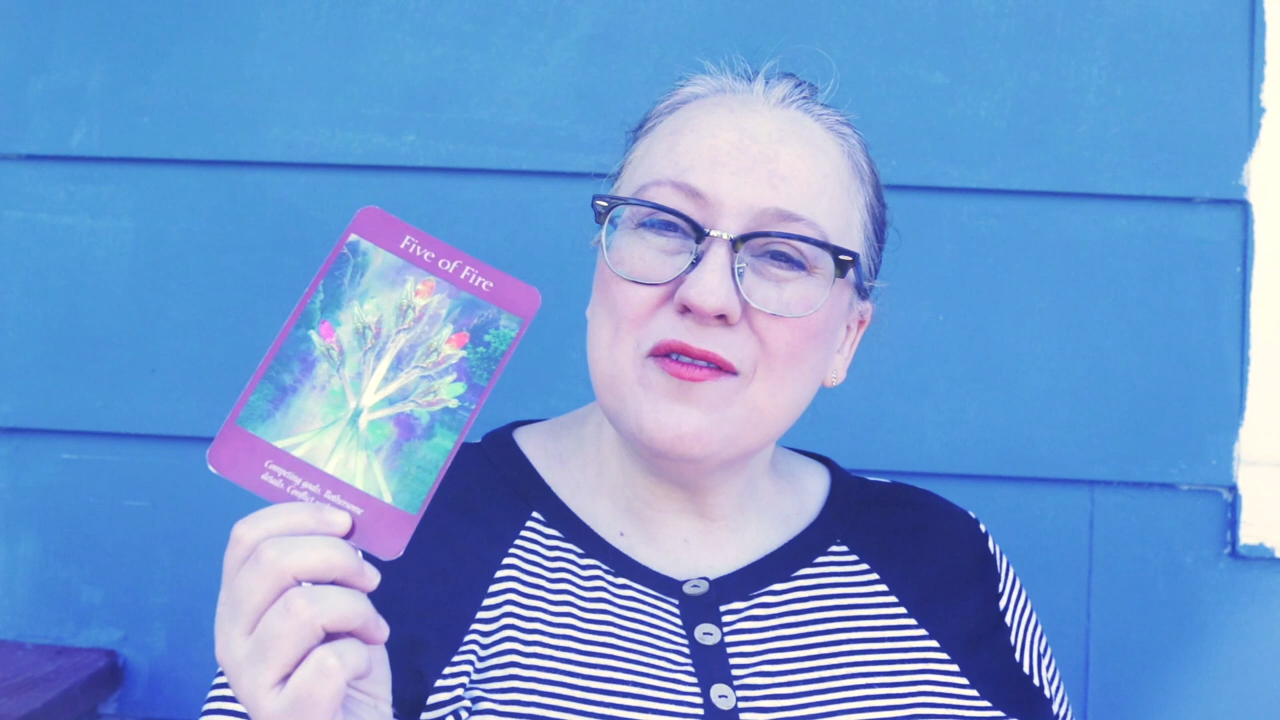 Five of Fire
Competing goals. Bothersome
details. Conflict